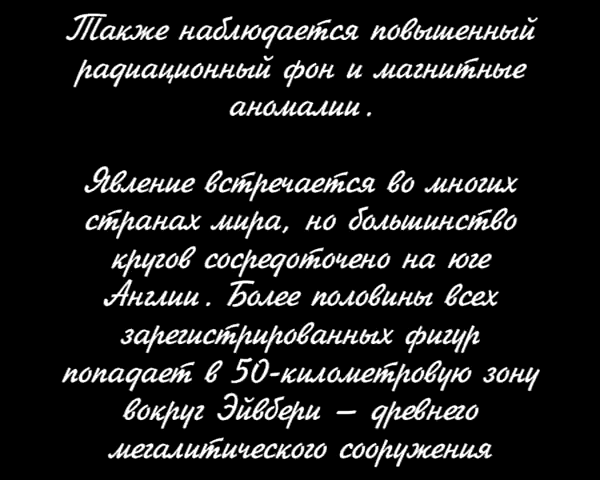 Также наблюдается повышенный
радиационный фон и магнитные
аномалии.
Явление встречается во многих
странах мира, но большинство
кругов сосредоточено на юге
Англии. Более половины всех
зарегистрированных фигур
попадает в 50-километровую зону
вокруг Эйвбери – древнего
мегалитического сооружения